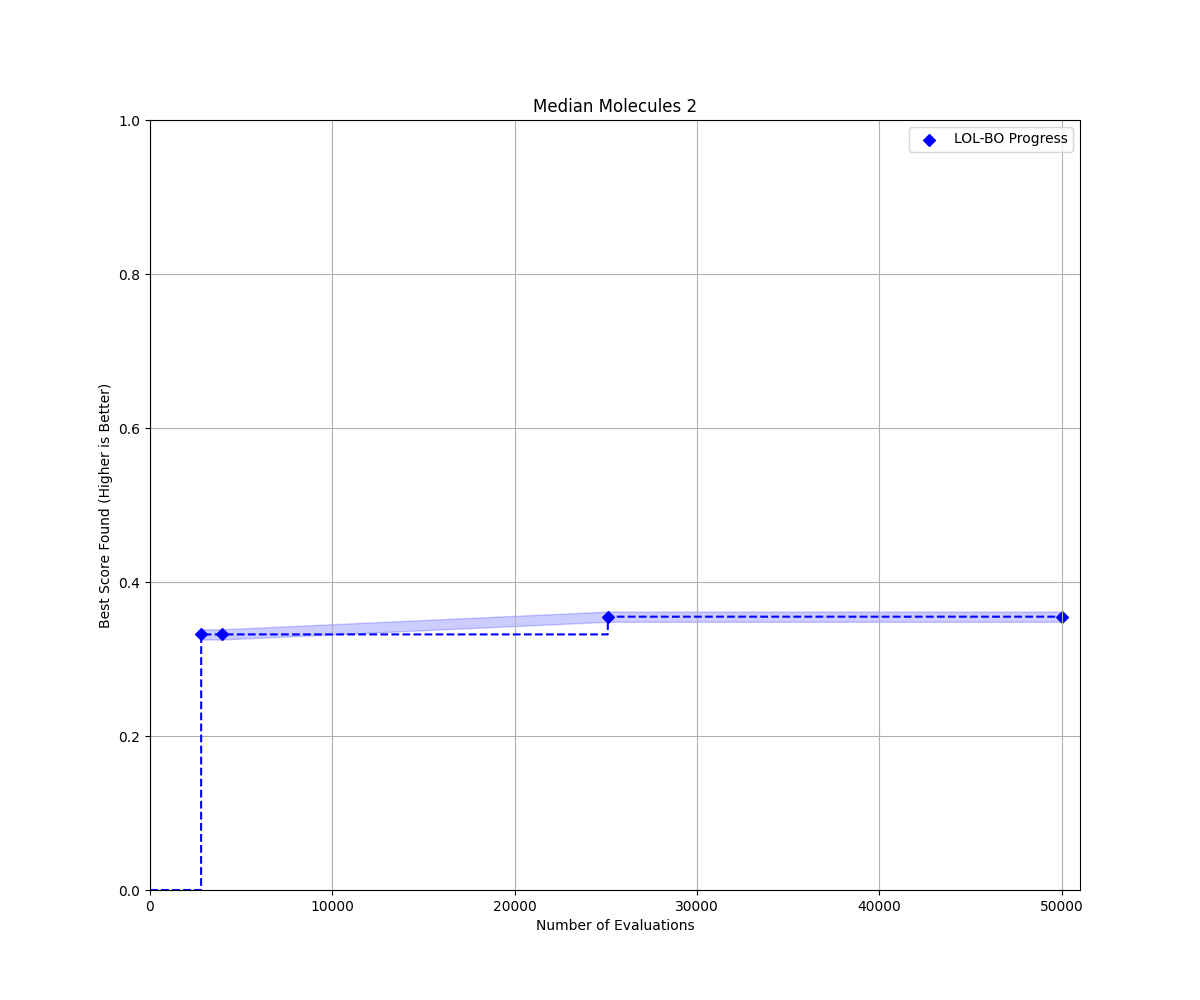 Median Molecules 2
LOL-BO Progress
Best Score Found (Higher is Better)
1.0
0.8
0.6
0.4
0.2
0.0
0 10000 20000 30000 40000 50000
Number of Evaluations